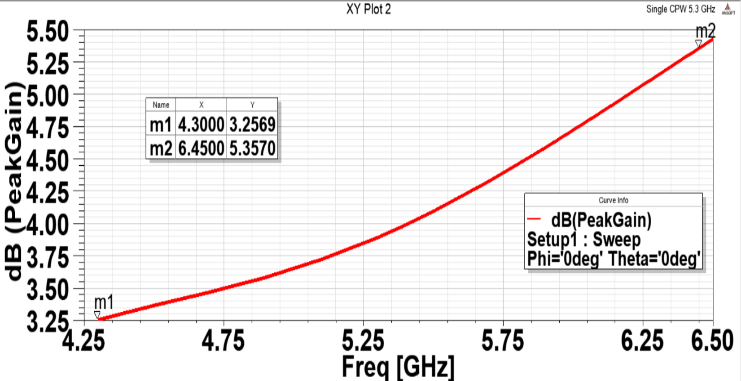 XY Plot 2
Single CPW 5.3 GHz
ANSOFT
5.50
5.25
5.00
4.75
4.50
4.25
4.00
3.75
3.50
3.25
dB (PeakGain)
Name X Y
m1 4.3000 3.2569
m2 6.4500 5.3570
m1
m2
Curve Info
dB(PeakGain)
Setup1 : Sweep
Phi='0deg' Theta='0deg'
4.25 4.75 5.25 5.75 6.25 6.50
Freq [GHz]